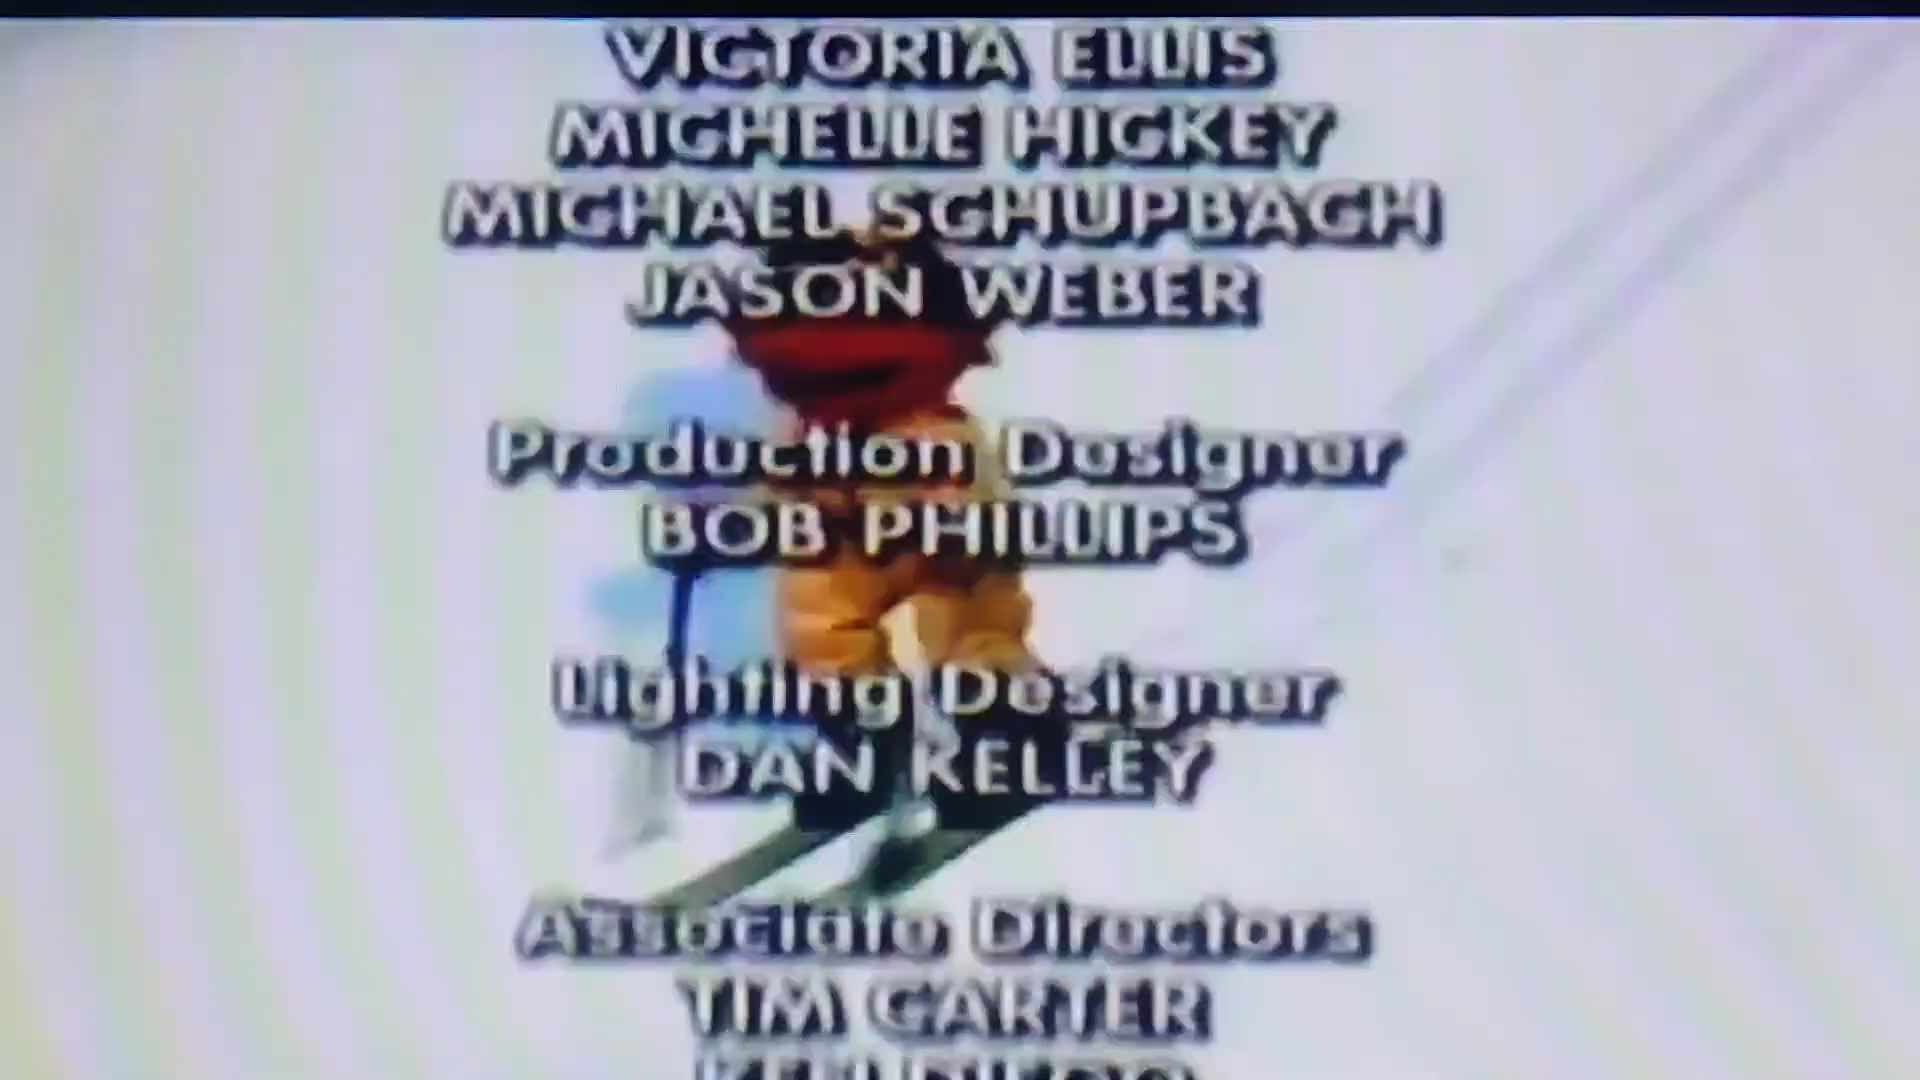 VICTORIA ELLIS
MICHELLE HICKEY
MICHAEL SCHUPBACH
JASON WEBER
Production Designer
BOB PHILLIPS
Lighting Designer
DAN KELLEY
Associate Directors
TIM CARTER